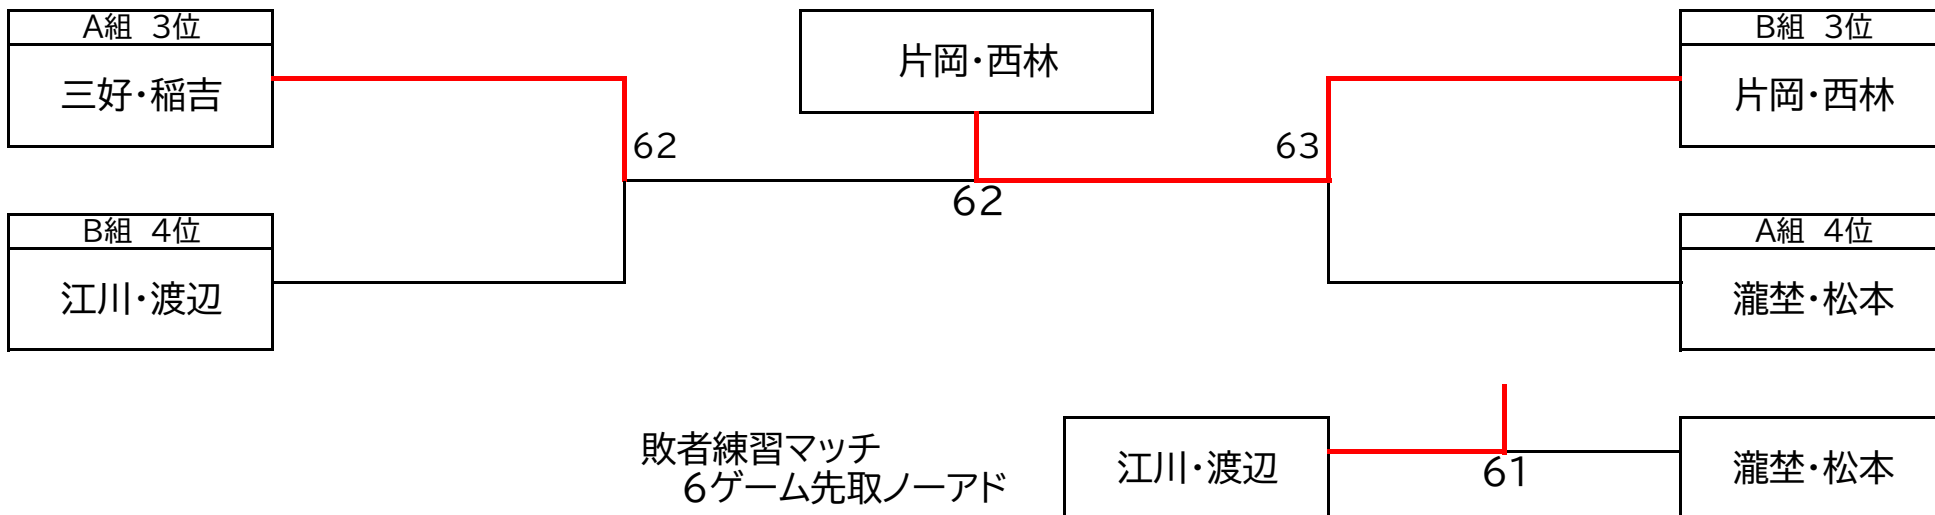 A組 3位
三好・稲吉
片岡・西林
B組 3位
片岡・西林
62
63
62
B組 4位
江川・渡辺
A組 4位
瀧埜・松本
敗者練習マッチ
6ゲーム先取ノーアド
江川・渡辺
61
瀧埜・松本